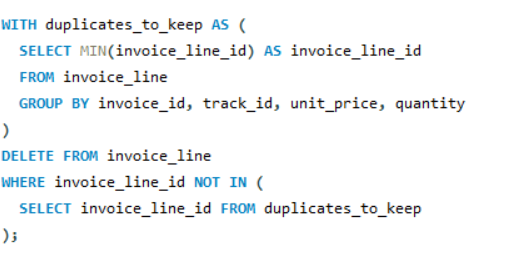 WITH duplicates_to_keep AS (
  SELECT MIN(invoice_line_id) AS invoice_line_id
  FROM invoice_line
  GROUP BY invoice_id, track_id, unit_price, quantity
)
DELETE FROM invoice_line
WHERE invoice_line_id NOT IN (
  SELECT invoice_line_id FROM duplicates_to_keep
);